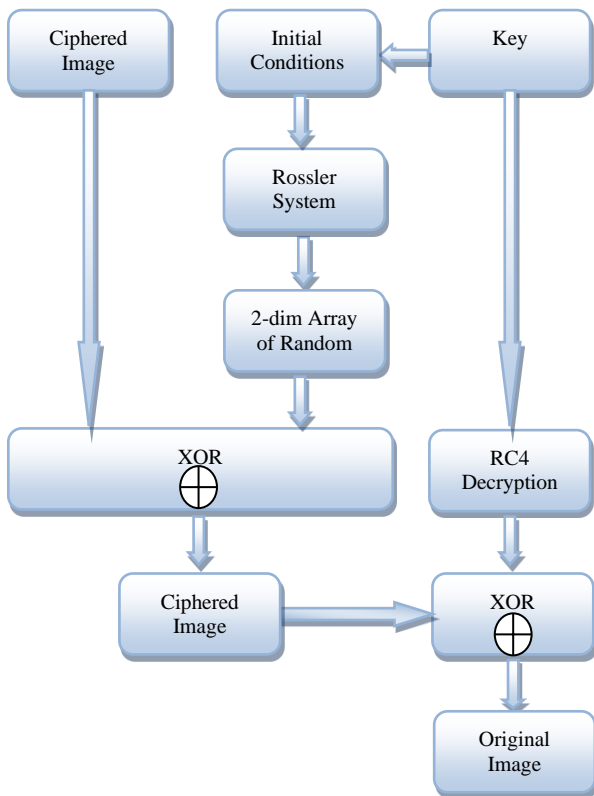 Ciphered
Image
Initial
Conditions
Key
Rossler
System
2-dim Array
of Random
XOR
RC4
Decryption
Ciphered
Image
XOR
Original
Image